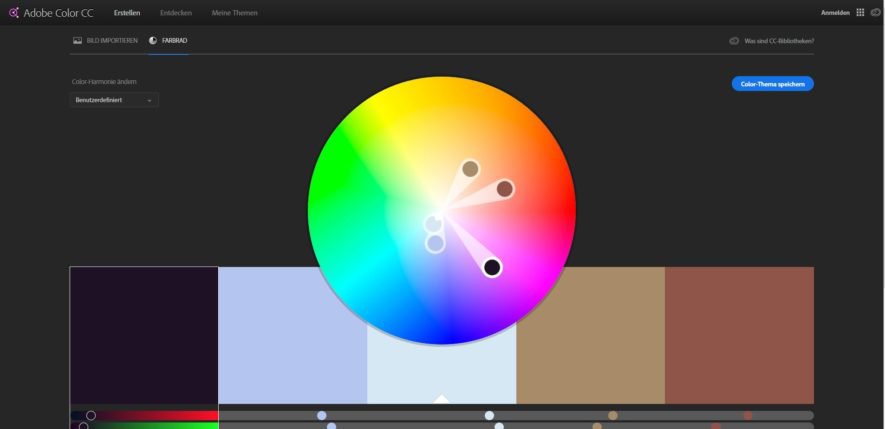 Adobe Color CC Erstellen Entdecken Meine Themen Anmelden
BILD IMPORTIEREN FARBRAD Was sind CC-Bibliotheken?
Color-Harmonie ändern
Color-Thema speichern
Benutzerdefiniert